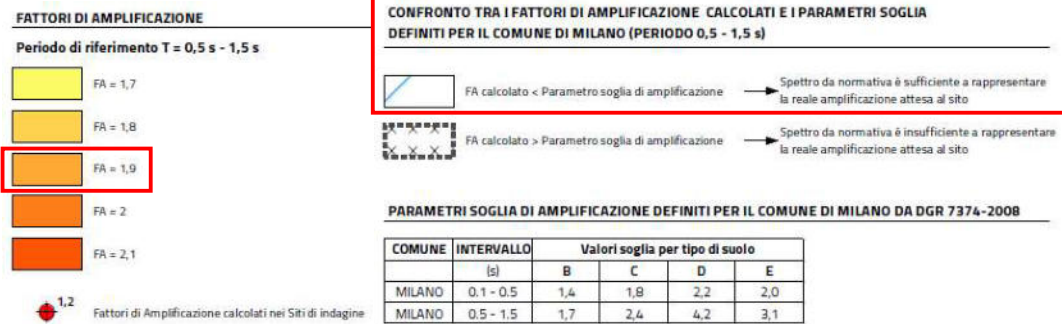 FATTORI DI AMPLIFICAZIONE
Periodo di riferimento T = 0,5 s - 1,5 s
FA = 1,7
FA = 1,8
FA = 1,9
FA = 2
FA = 2,1
1,2
Fattori di Amplificazione calcolati nei Siti di indagine
CONFRONTO TRA I FATTORI DI AMPLIFICAZIONE CALCOLATI E I PARAMETRI SOGLIA
DEFINITI PER IL COMUNE DI MILANO (PERIODO 0,5 - 1,5 s)
FA calcolato < Parametro soglia di amplificazione
Spettro da normativa è sufficiente a rappresentare
la reale amplificazione attesa al sito
FA calcolato > Parametro soglia di amplificazione
Spettro da normativa è insufficiente a rappresentare
la reale amplificazione attesa al sito
PARAMETRI SOGLIA DI AMPLIFICAZIONE DEFINITI PER IL COMUNE DI MILANO DA DGR 7374-2008
COMUNE INTERVALLO Valori soglia per tipo di suolo
(s) B C D E
MILANO 0.1 - 0.5 1,4 1,8 2,2 2,0
MILANO 0.5 - 1.5 1,7 2,4 4,2 3,1